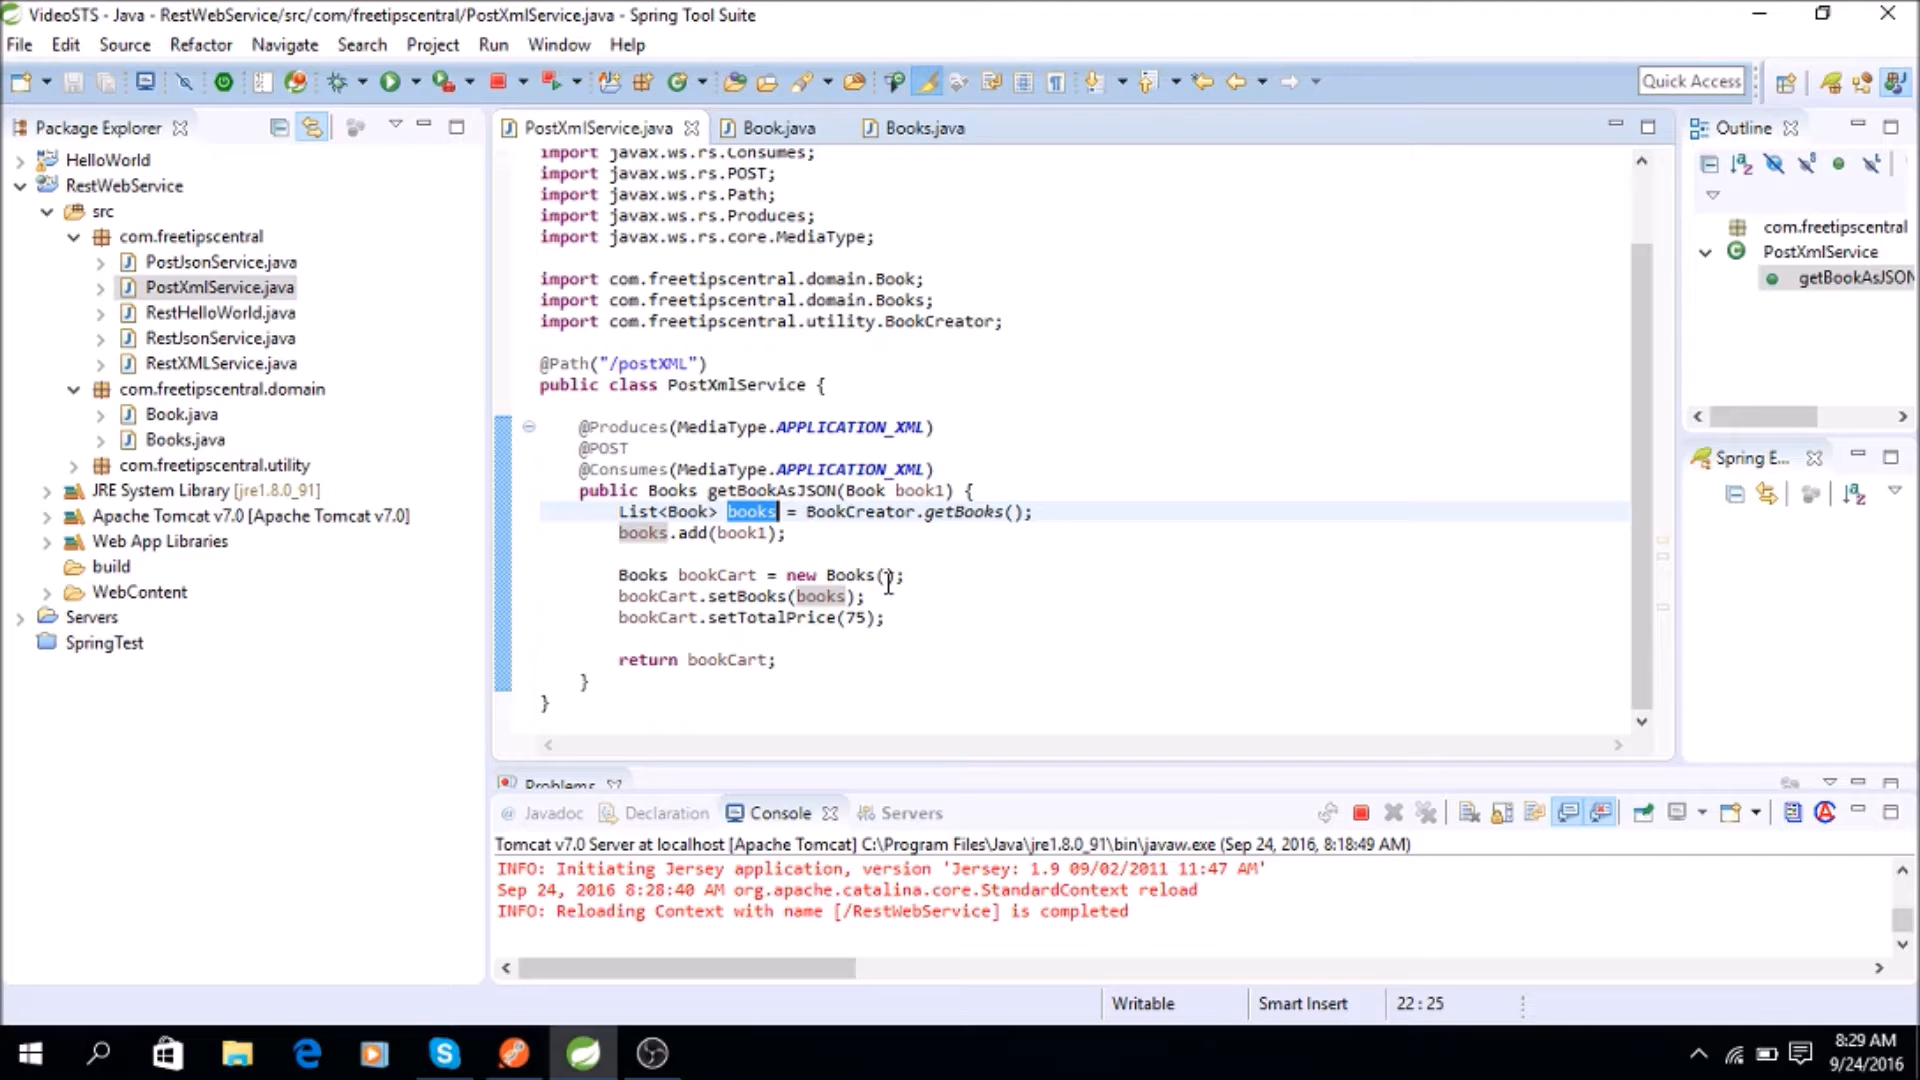 VideoSTS - Java - RestWebService/src/com/freetipscentral/PostXmlService.java - Spring Tool Suite
File Edit Source Refactor Navigate Search Project Run Window Help
Quick Access
Package Explorer
HelloWorld
RestWebService
src
com.freetipscentral
PostJsonService.java
PostXmlService.java
RestHelloWorld.java
RestJsonService.java
RestXMLService.java
com.freetipscentral.domain
Book.java
Books.java
com.freetipscentral.utility
JRE System Library [jre1.8.0_91]
Apache Tomcat v7.0 [Apache Tomcat v7.0]
Web App Libraries
build
WebContent
Servers
SpringTest
PostXmlService.java Book.java Books.java
import javax.ws.rs.Consumes;
import javax.ws.rs.POST;
import javax.ws.rs.Path;
import javax.ws.rs.Produces;
import javax.ws.rs.core.MediaType;
import com.freetipscentral.domain.Book;
import com.freetipscentral.domain.Books;
import com.freetipscentral.utility.BookCreator;
@Path("/postXML")
public class PostXmlService {
@Produces(MediaType.APPLICATION_XML)
@POST
@Consumes(MediaType.APPLICATION_XML)
public Books getBookAsJSON(Book book1) {
List<Book> books = BookCreator.getBooks();
books.add(book1);
Books bookCart = new Books();
bookCart.setBooks(books);
bookCart.setTotalPrice(75);
return bookCart;
}
}
Outline
com.freetipscentral
PostXmlService
getBookAsJSON
Spring E...
Problems
Javadoc Declaration Console Servers
Tomcat v7.0 Server at localhost [Apache Tomcat] C:\Program Files\Java\jre1.8.0_91\bin\javaw.exe (Sep 24, 2016, 8:18:49 AM)
INFO: Initiating Jersey application, version 'Jersey: 1.9 09/02/2011 11:47 AM'
Sep 24, 2016 8:28:40 AM org.apache.catalina.core.StandardContext reload
INFO: Reloading Context with name [/RestWebService] is completed
Writable Smart Insert 22 : 25
8:29 AM
9/24/2016